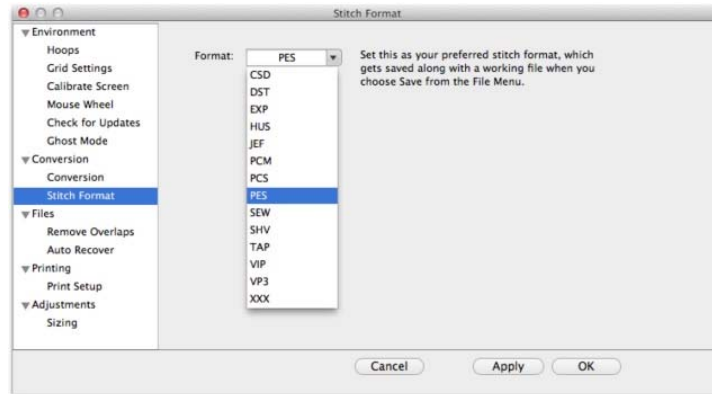 Stitch Format
Environment
Hoops
Grid Settings
Calibrate Screen
Mouse Wheel
Check for Updates
Ghost Mode
Conversion
Conversion
Stitch Format
Files
Remove Overlaps
Auto Recover
Printing
Print Setup
Adjustments
Sizing
Format:
PES
CSD
DST
EXP
HUS
JEF
PCM
PCS
PES
SEW
SHV
TAP
VIP
VP3
XXX
Set this as your preferred stitch format, which
gets saved along with a working file when you
choose Save from the File Menu.
Cancel
Apply
OK